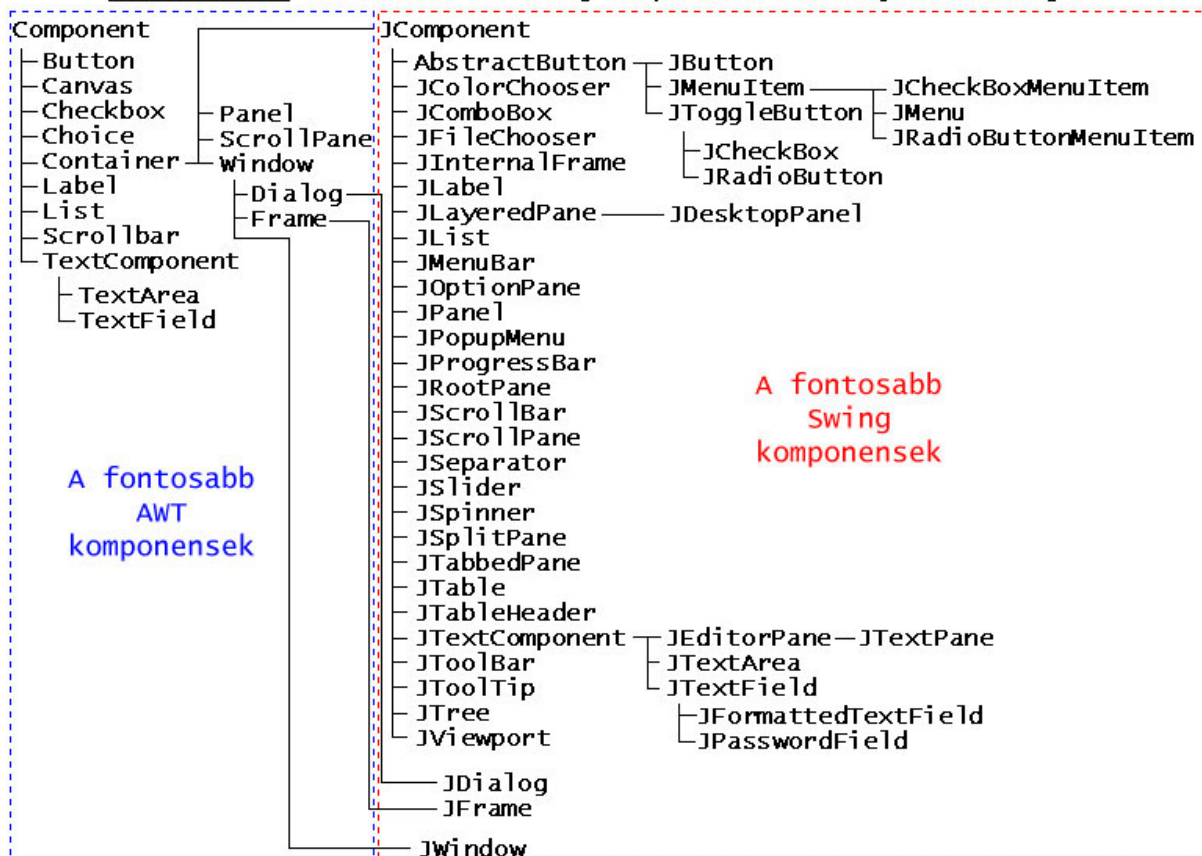 Component
Button
Canvas
Checkbox
Choice
Container
Label
List
Scrollbar
TextComponent
TextArea
TextField
Panel
ScrollPane
Window
Dialog
Frame
A fontosabb
AWT
komponensek
JComponent
AbstractButton
JColorChooser
JComboBox
JFileChooser
JInternalFrame
JLabel
JLayeredPane
JList
JMenuBar
JOptionPane
JPanel
JPopupMenu
JProgressBar
JRootPane
JScrollBar
JScrollPane
JSeparator
JSlider
JSpinner
JSplitPane
JTabbedPane
JTable
JTableHeader
JTextComponent
JToolBar
JToolTip
JTree
JViewport
JDialog
JFrame
JWindow
JButton
JMenuItem
JToggleButton
JCheckBox
JRadioButton
JCheckBoxMenuItem
JMenu
JRadioButtonMenuItem
JDesktopPanel
A fontosabb
Swing
komponensek
JEditorPane
JTextPane
JTextArea
JTextField
JFormattedTextField
JPasswordField